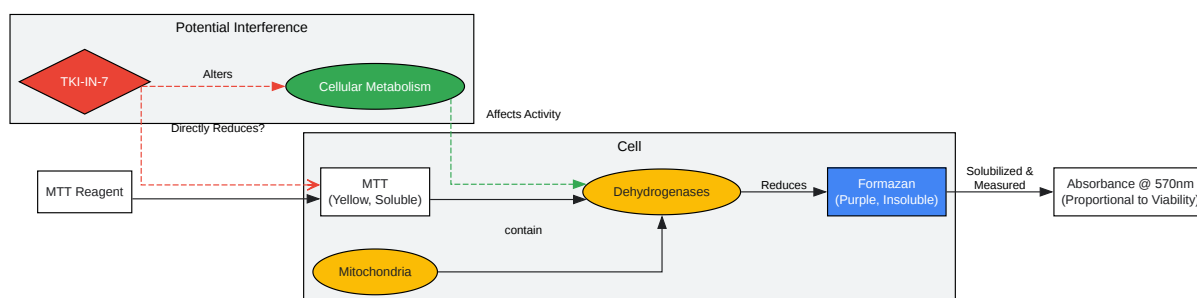 Potential Interference
TKI-IN-7
Alters
Cellular Metabolism
Directly Reduces?
Affects Activity
Cell
MTT Reagent
MTT
(Yellow, Soluble)
Dehydrogenases
Reduces
Formazan
(Purple, Insoluble)
Solubilized &
Measured
Absorbance @ 570nm
(Proportional to Viability)
contain
Mitochondria